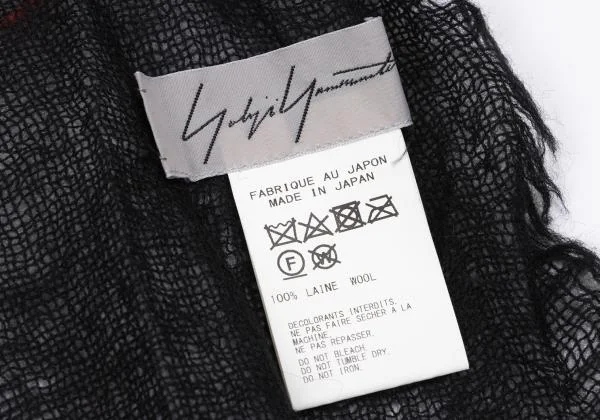 Yohji Yamamoto
FABRIQUE AU JAPON
MADE IN JAPAN
F W
100% LAINE WOOL
DECOLORANTS INTERDITS.
NE PAS FAIRE SECHER A LA
MACHINE.
NE PAS REPASSER.
DO NOT BLEACH.
DO NOT TUMBLE DRY.
DO NOT IRON.